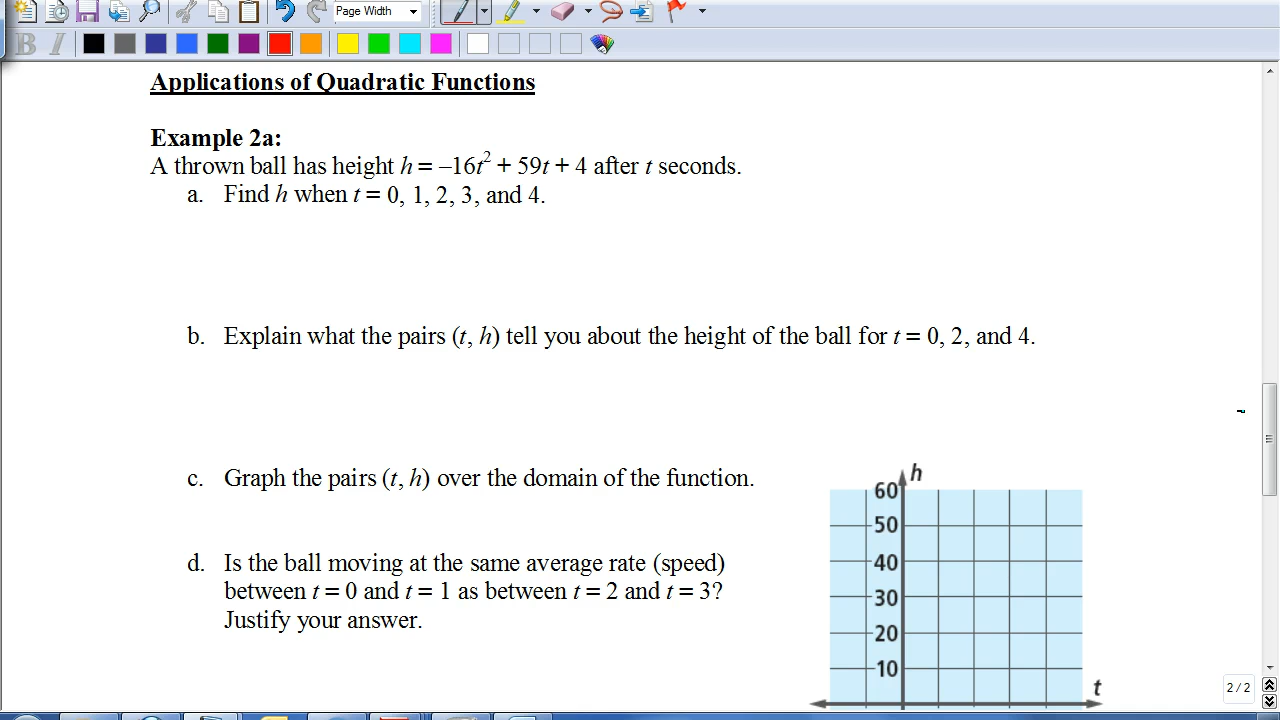 Page Width
B I
Applications of Quadratic Functions
Example 2a:
A thrown ball has height h = –16t² + 59t + 4 after t seconds.
a. Find h when t = 0, 1, 2, 3, and 4.
b. Explain what the pairs (t, h) tell you about the height of the ball for t = 0, 2, and 4.
c. Graph the pairs (t, h) over the domain of the function.
d. Is the ball moving at the same average rate (speed)
between t = 0 and t = 1 as between t = 2 and t = 3?
Justify your answer.
h
60
50
40
30
20
10
t
2 / 2